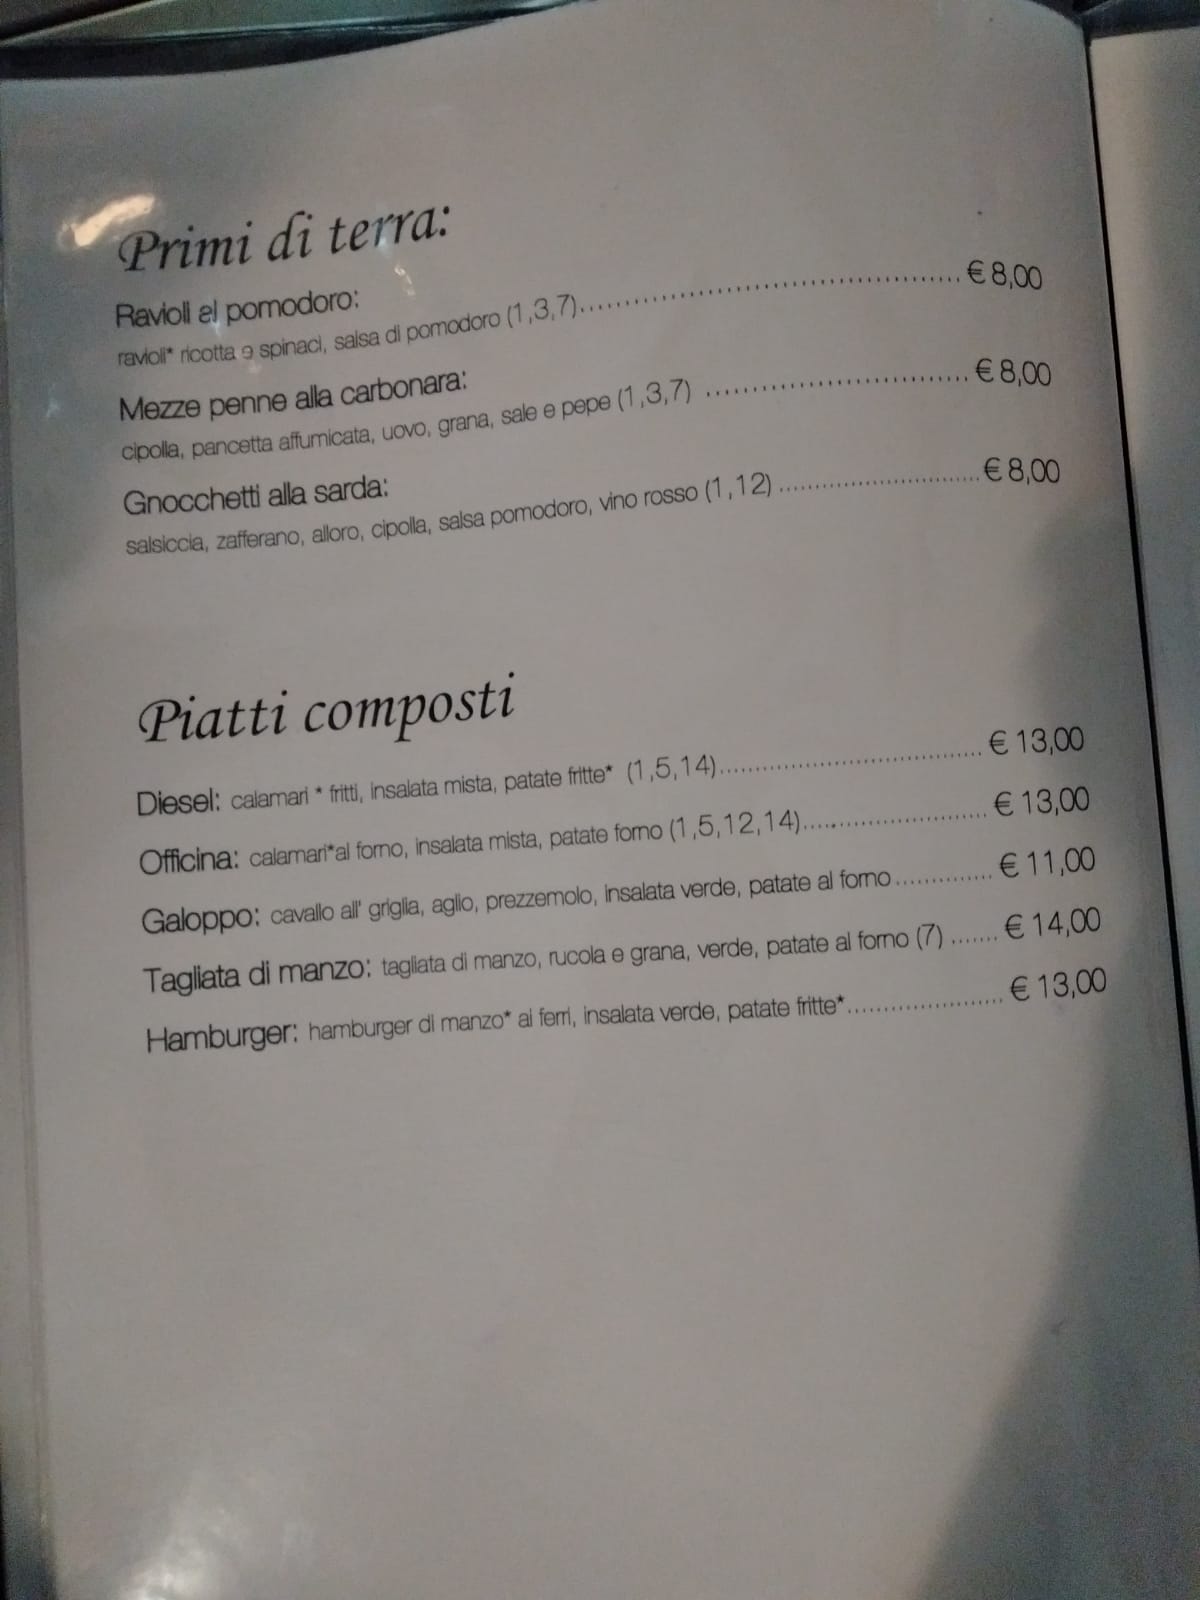 Primi di terra:
Ravioli al pomodoro:
ravioli* ricotta e spinaci, salsa di pomodoro (1,3,7)............................................€ 8,00
Mezze penne alla carbonara:
cipolla, pancetta affumicata, uovo, grana, sale e pepe (1,3,7) ..............................€ 8,00
Gnocchetti alla sarda:
salsiccia, zafferano, alloro, cipolla, salsa pomodoro, vino rosso (1,12) ............................€ 8,00
Piatti composti
Diesel: calamari * fritti, insalata mista, patate fritte* (1,5,14)....................................€ 13,00
Officina: calamari*al forno, insalata mista, patate forno (1,5,12,14)..........................€ 13,00
Galoppo: cavallo all' griglia, aglio, prezzemolo, insalata verde, patate al forno..............€ 11,00
Tagliata di manzo: tagliata di manzo, rucola e grana, verde, patate al forno (7) .......€ 14,00
Hamburger: hamburger di manzo* ai ferri, insalata verde, patate fritte*......................€ 13,00